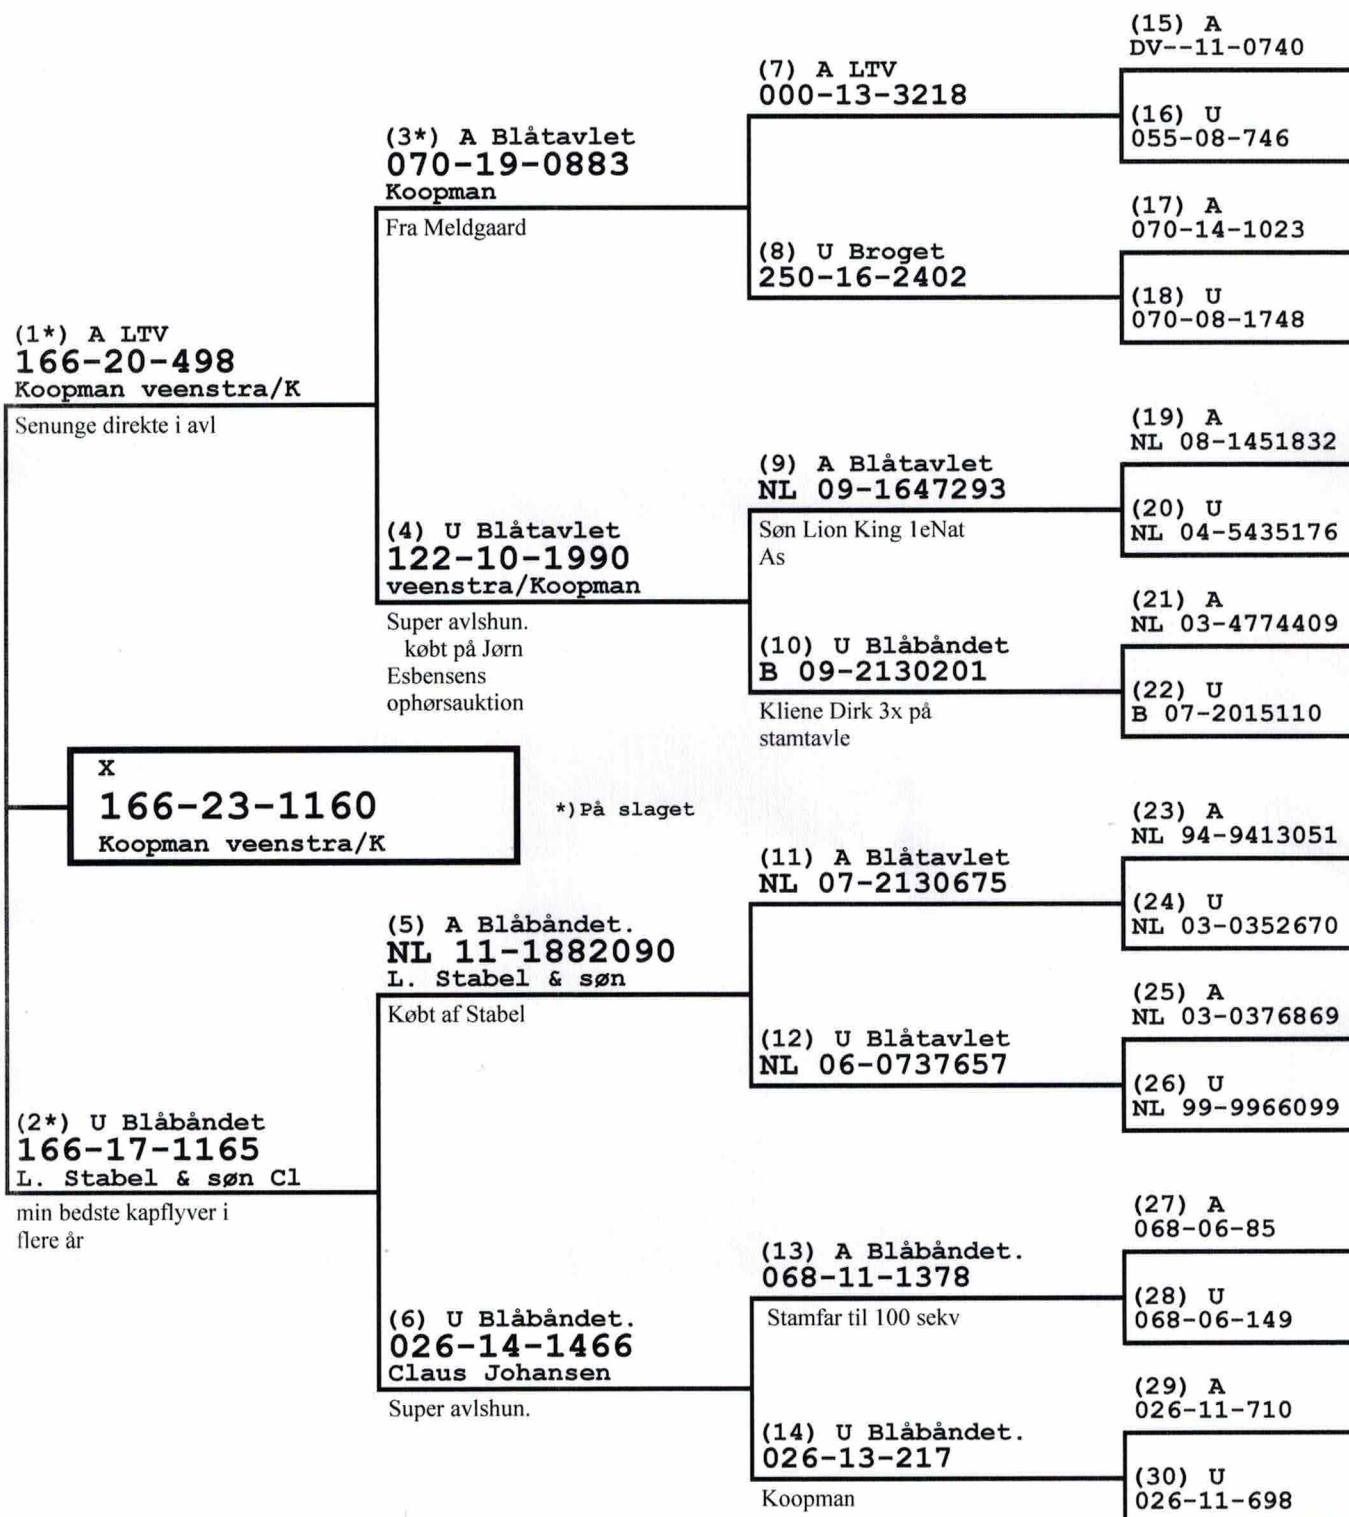 (1*) A LTV
166-20-498
Koopman veenstra/K
Senunge direkte i avl
X
166-23-1160
Koopman veenstra/K
*)På slaget
(2*) U Blåbåndet
166-17-1165
L. Stabel & søn Cl
min bedste kapflyver i
flere år
(3*) A Blåtavlet
070-19-0883
Koopman
Fra Meldgaard
(4) U Blåtavlet
122-10-1990
veenstra/Koopman
Super avlshun.
købt på Jørn
Esbensens
ophørsauktion
(5) A Blåbåndet.
NL 11-1882090
L. Stabel & søn
Købt af Stabel
(6) U Blåbåndet.
026-14-1466
Claus Johansen
Super avlshun.
(7) A LTV
000-13-3218
(8) U Broget
250-16-2402
(9) A Blåtavlet
NL 09-1647293
Søn Lion King 1eNat
As
(10) U Blåbåndet
B 09-2130201
Kliene Dirk 3x på
stamtavle
(11) A Blåtavlet
NL 07-2130675
(12) U Blåtavlet
NL 06-0737657
(13) A Blåbåndet.
068-11-1378
Stamfar til 100 sekv
(14) U Blåbåndet.
026-13-217
Koopman
(15) A
DV--11-0740
(16) U
055-08-746
(17) A
070-14-1023
(18) U
070-08-1748
(19) A
NL 08-1451832
(20) U
NL 04-5435176
(21) A
NL 03-4774409
(22) U
B 07-2015110
(23) A
NL 94-9413051
(24) U
NL 03-0352670
(25) A
NL 03-0376869
(26) U
NL 99-9966099
(27) A
068-06-85
(28) U
068-06-149
(29) A
026-11-710
(30) U
026-11-698